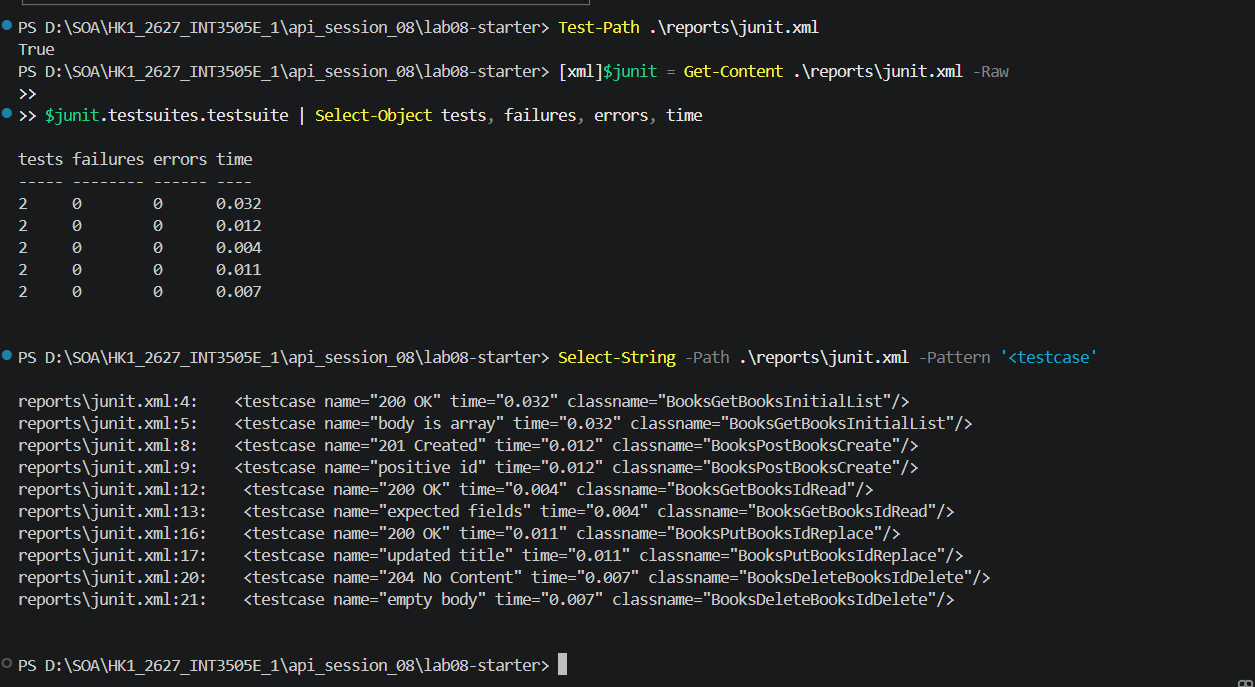 PS D:\SOA\HK1_2627_INT3505E_1\api_session_08\lab08-starter> Test-Path .\reports\junit.xml
True
PS D:\SOA\HK1_2627_INT3505E_1\api_session_08\lab08-starter> [xml]$junit = Get-Content .\reports\junit.xml -Raw
>>
>> $junit.testsuites.testsuite | Select-Object tests, failures, errors, time
tests failures errors time
----- -------- ------ ----
2     0        0      0.032
2     0        0      0.012
2     0        0      0.004
2     0        0      0.011
2     0        0      0.007
PS D:\SOA\HK1_2627_INT3505E_1\api_session_08\lab08-starter> Select-String -Path .\reports\junit.xml -Pattern '<testcase'
reports\junit.xml:4:    <testcase name="200 OK" time="0.032" classname="BooksGetBooksInitialList"/>
reports\junit.xml:5:    <testcase name="body is array" time="0.032" classname="BooksGetBooksInitialList"/>
reports\junit.xml:8:    <testcase name="201 Created" time="0.012" classname="BooksPostBooksCreate"/>
reports\junit.xml:9:    <testcase name="positive id" time="0.012" classname="BooksPostBooksCreate"/>
reports\junit.xml:12:    <testcase name="200 OK" time="0.004" classname="BooksGetBooksIdRead"/>
reports\junit.xml:13:    <testcase name="expected fields" time="0.004" classname="BooksGetBooksIdRead"/>
reports\junit.xml:16:    <testcase name="200 OK" time="0.011" classname="BooksPutBooksIdReplace"/>
reports\junit.xml:17:    <testcase name="updated title" time="0.011" classname="BooksPutBooksIdReplace"/>
reports\junit.xml:20:    <testcase name="204 No Content" time="0.007" classname="BooksDeleteBooksIdDelete"/>
reports\junit.xml:21:    <testcase name="empty body" time="0.007" classname="BooksDeleteBooksIdDelete"/>
PS D:\SOA\HK1_2627_INT3505E_1\api_session_08\lab08-starter>